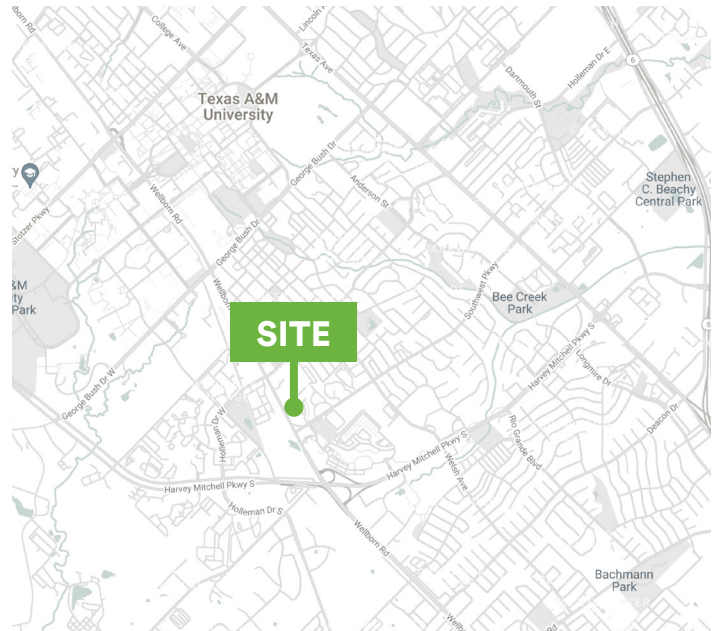 College Ave
Lincoln A
Texas Ave
Holleman Dr E
6
Dartmouth St
Texas A&M
University
George Bush Dr
Anderson St
Stephen
C. Beachy
Central Park
y
...
Stotzer Pkwy
Wellborn Rd
George Bush Dr
Southwest Pkwy
Bee Creek
Park
&M
ity
Park
Wellborn
SITE
6
Harvey Mitchell Pkwy S
Longmire Dr
George Bush Dr W
Holleman Dr W
Deacon Dr
Rio Grande Blvd
Harvey Mitchell Pkwy S
Welsh Ave
Harvey Mitchell Pkwy S
Holleman Dr S
Wellborn Rd
Bachmann
Park
Rd